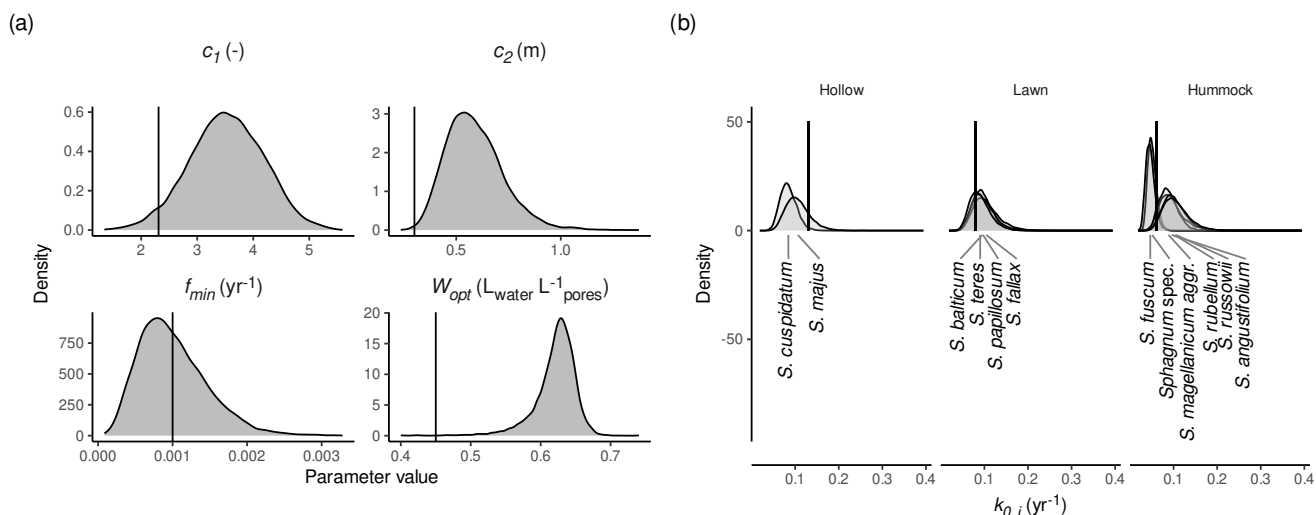 (a)
c1 (-)
c2 (m)
0.6
0.4
0.2
0.0
2
3
4
5
3
2
1
0
0.5
1.0
Density
fmin (yr-1)
Wopt (Lwater L-1pores)
750
500
250
0
0.000
0.001
0.002
0.003
20
15
10
5
0
0.4
0.5
0.6
0.7
Parameter value
(b)
Hollow
Lawn
Hummock
50
0
-50
Density
S. cuspidatum
S. majus
S. balticum
S. teres
S. papillosum
S. fallax
S. fuscum
Sphagnum spec.
S. magellanicum aggr.
S. rubellum
S. russowii
S. angustifolium
0.1 0.2 0.3 0.4
0.1 0.2 0.3 0.4
0.1 0.2 0.3 0.4
k0, i (yr-1)